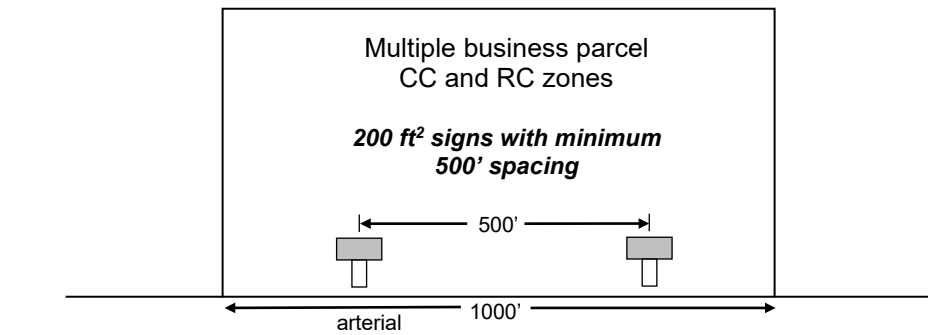 Multiple business parcel
CC and RC zones
200 ft² signs with minimum
500’ spacing
500’
1000’
arterial